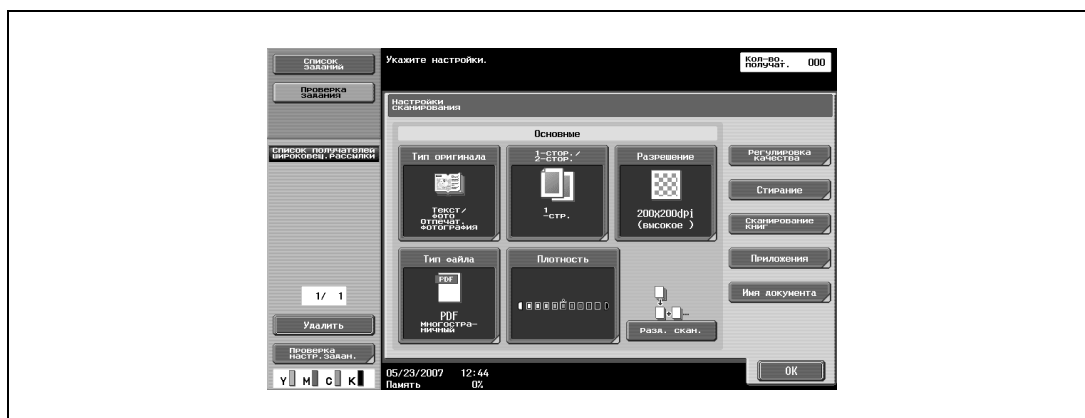 Список
заданий
Проверка
задания
Список получателей
широковещ.рассылки
1/ 1
Удалить
Проверка
настр.задан.
Y M C K
Укажите настройки.
Кол-во.
получат. 000
Настройки
сканирования
Основные
Тип оригинала
Текст/
фото
Отпечат.
фотография
1-стор./
2-стор.
1
-стр.
Разрешение
200X200dpi
(высокое )
Тип файла
PDF
PDF
многостра-
ничный
Плотность
Разд. скан.
Регулировка
качества
Стирание
Сканирование
книг
Приложения
Имя документа
05/23/2007 12:44
Память 0%
OK